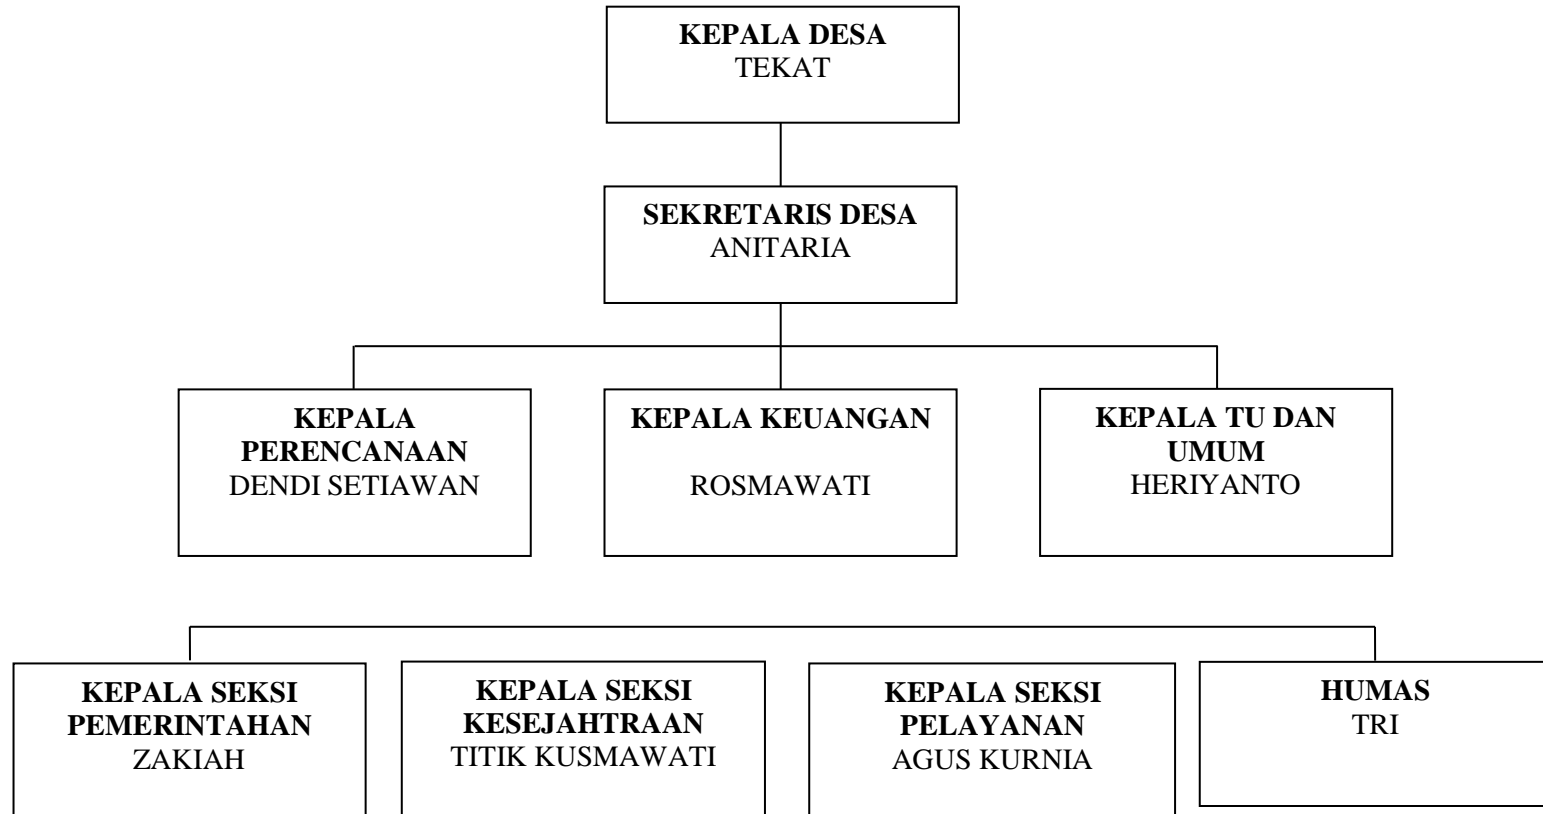 KEPALA DESA
TEKAT
SEKRETARIS DESA
ANITARIA
KEPALA
PERENCANAAN
DENDI SETIAWAN
KEPALA KEUANGAN
ROSMAWATI
KEPALA TU DAN
UMUM
HERIYANTO
KEPALA SEKSI
PEMERINTAHAN
ZAKIAH
KEPALA SEKSI
KESEJAHTRAAN
TITIK KUSMAWATI
KEPALA SEKSI
PELAYANAN
AGUS KURNIA
HUMAS
TRI